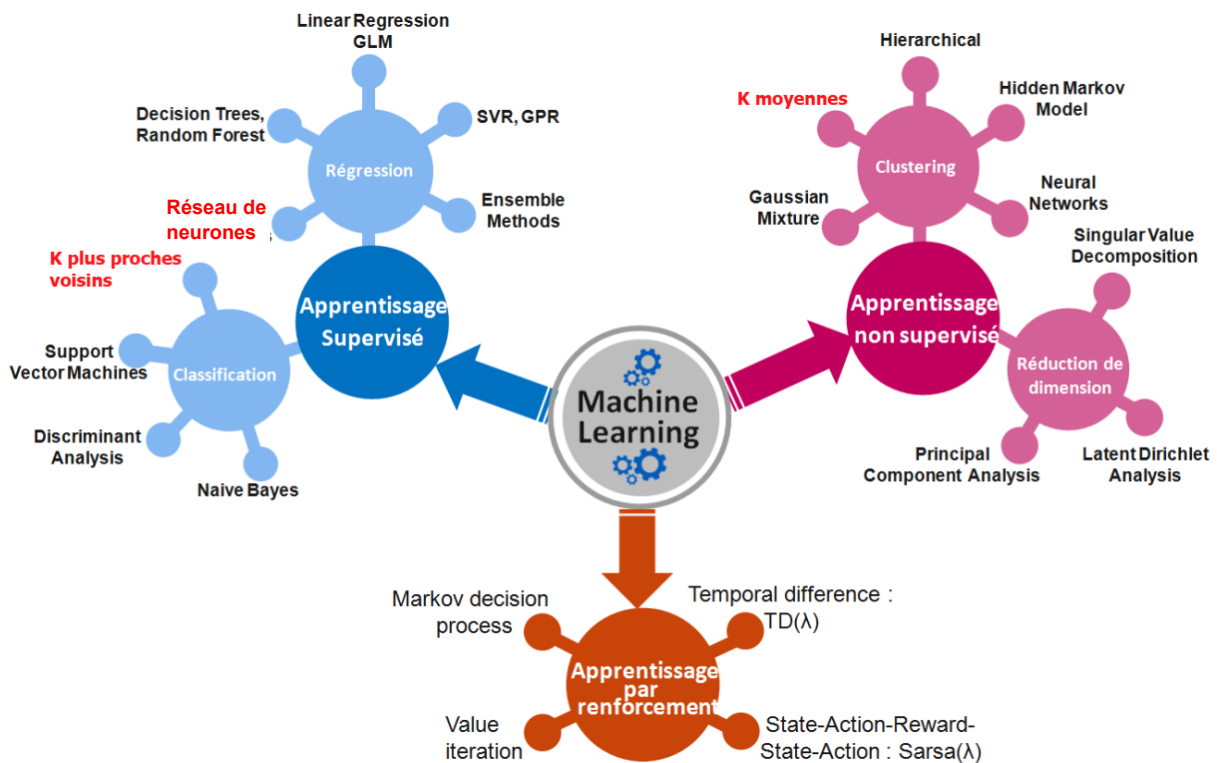 Linear Regression
GLM
Decision Trees,
Random Forest
SVR, GPR
Régression
Réseau de
neurones
Ensemble
Methods
K plus proches
voisins
Apprentissage
Supervisé
Support
Vector Machines
Classification
Discriminant
Analysis
Naive Bayes
Machine
Learning
Hierarchical
K moyennes
Hidden Markov
Model
Clustering
Gaussian
Mixture
Neural
Networks
Singular Value
Decomposition
Apprentissage
non supervisé
Réduction de
dimension
Principal
Component Analysis
Latent Dirichlet
Analysis
Markov decision
process
Temporal difference :
TD(λ)
Apprentissage
par
renforcement
Value
iteration
State-Action-Reward-
State-Action : Sarsa(λ)